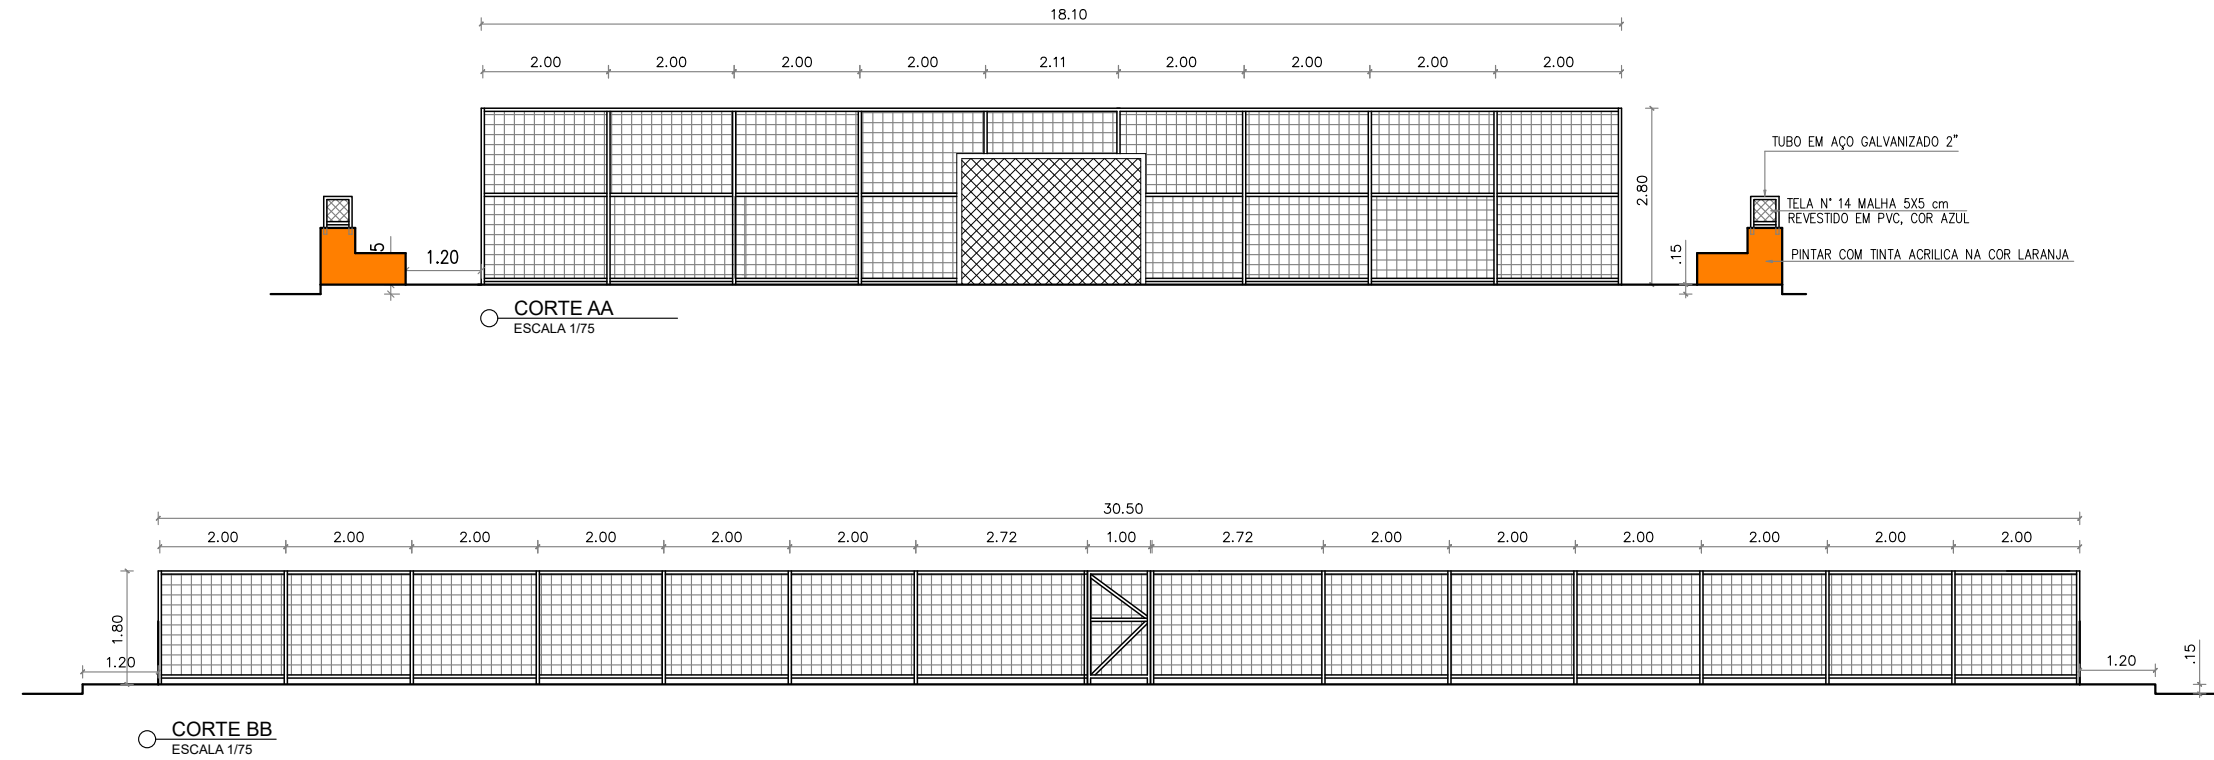 18.10
2.00 2.00 2.00 2.00 2.11 2.00 2.00 2.00 2.00
TUBO EM AÇO GALVANIZADO 2"
2.80
TELA N° 14 MALHA 5X5 cm
REVESTIDO EM PVC, COR AZUL
5
1.20
.15
PINTAR COM TINTA ACRILICA NA COR LARANJA
CORTE AA
ESCALA 1/75
30.50
2.00 2.00 2.00 2.00 2.00 2.00 2.72 1.00 2.72 2.00 2.00 2.00 2.00 2.00 2.00
1.80
1.20
1.20
.15
CORTE BB
ESCALA 1/75